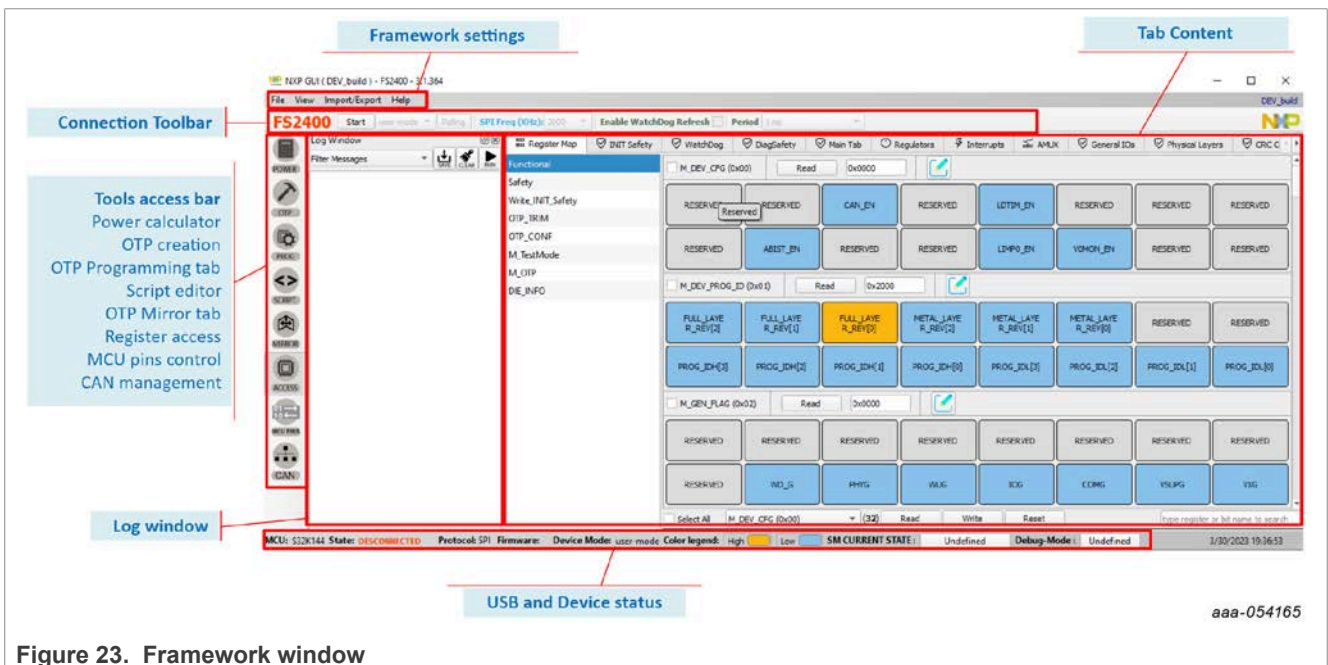 Framework settings
Tab Content
NXP GUI ( DEV_build ) - FS2400 - 3.1.364
File View Import/Export Help
DEV_build
Connection Toolbar
FS2400 Start user-mode Polling SPI Freq (KHz): 2000 Enable WatchDog Refresh Period
NXP
Log Window
Filter Messages
SAVE CLEAR RUN
Register Map INIT Safety WatchDog DiagSafety Main Tab Regulators Interrupts AMUX General IOs Physical Layers CRC C
POWER
OTP
PROG
SCRIPT
MIRROR
ACCESS
MCU PINS
CAN
Tools access bar
Power calculator
OTP creation
OTP Programming tab
Script editor
OTP Mirror tab
Register access
MCU pins control
CAN management
Functional
Safety
Write_INIT_Safety
OTP_TRIM
OTP_CONF
M_TestMode
M_OTP
DIE_INFO
M_DEV_CFG (0x00) Read 0x0000
RESERVED RESERVED CAN_EN RESERVED LDTIM_EN RESERVED RESERVED RESERVED
Reserved
RESERVED ABIST_EN RESERVED RESERVED LIMP0_EN V0MON_EN RESERVED RESERVED
M_DEV_PROG_ID (0x01) Read 0x2000
FULL_LAYE FULL_LAYE FULL_LAYE METAL_LAYE METAL_LAYE METAL_LAYE RESERVED RESERVED
R_REV[2] R_REV[1] R_REV[0] R_REV[2] R_REV[1] R_REV[0]
PROG_IDH[3] PROG_IDH[2] PROG_IDH[1] PROG_IDH[0] PROG_IDL[3] PROG_IDL[2] PROG_IDL[1] PROG_IDL[0]
M_GEN_FLAG (0x02) Read 0x0000
RESERVED RESERVED RESERVED RESERVED RESERVED RESERVED RESERVED RESERVED
RESERVED WD_G PHYG WUG IOG COMG VSUPG V1G
Select All M_DEV_CFG (0x00) (32) Read Write Reset type register or bit name to search
Log window
MCU: S32K144 State: DISCONNECTED Protocol: SPI Firmware: Device Mode: user-mode Color legend: High Low SM CURRENT STATE : Undefined Debug-Mode : Undefined 3/30/2023 19:36:53
USB and Device status
aaa-054165
Figure 23. Framework window